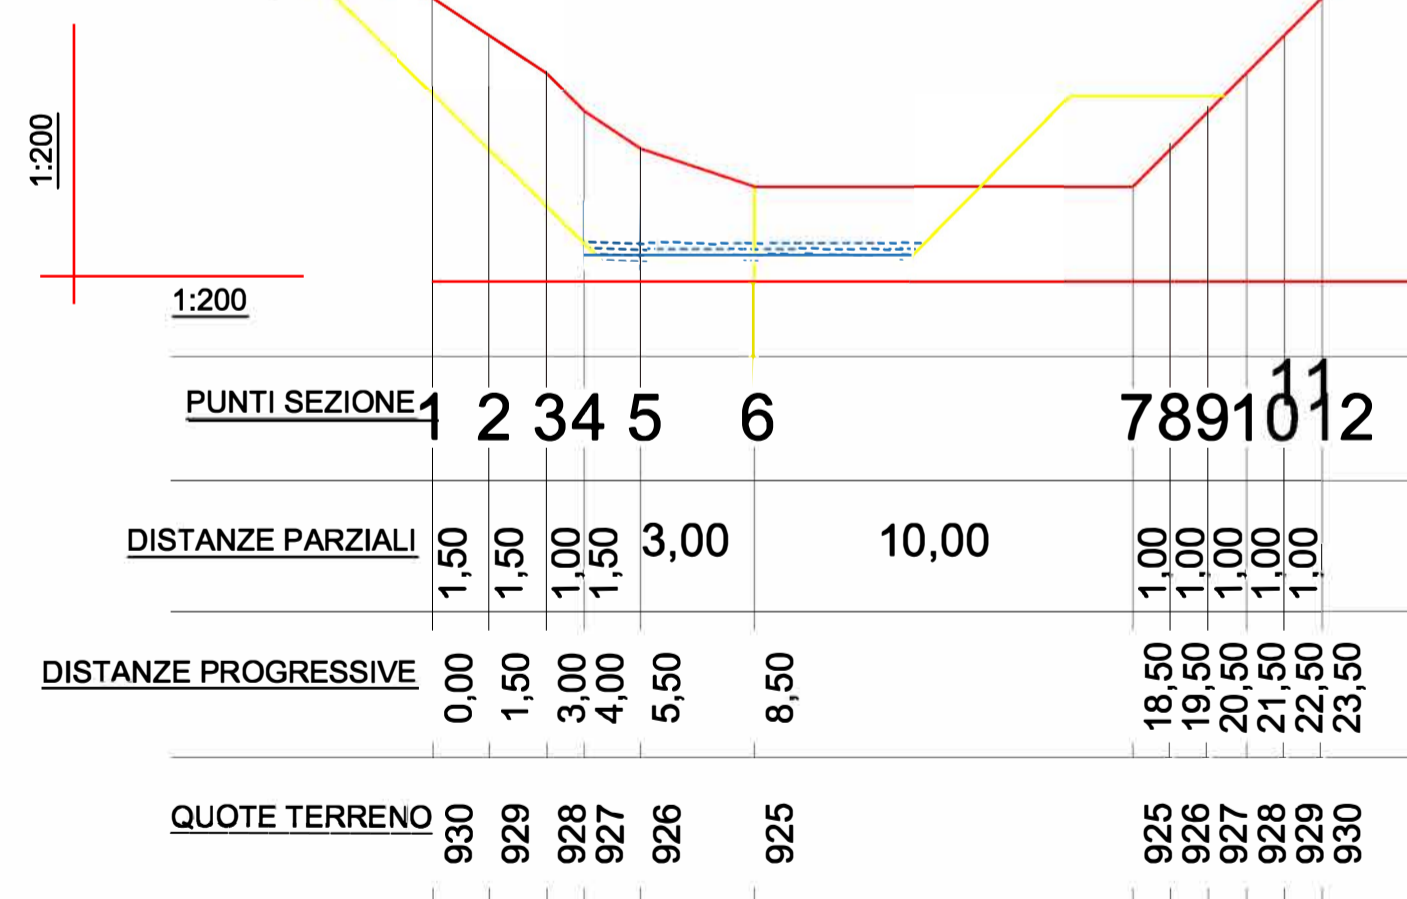 1:200
1:200
PUNTI SEZIONE 1 2 3 4 5 6 7 8 9 10 11 12
DISTANZE PARZIALI 1,50 1,50 1,00 1,50 3,00 10,00 1,00 1,00 1,00 1,00 1,00
DISTANZE PROGRESSIVE 0,00 1,50 3,00 4,00 5,50 8,50 18,50 19,50 20,50 21,50 22,50 23,50
QUOTE TERRENO 930 929 928 927 926 925 925 926 927 928 929 930